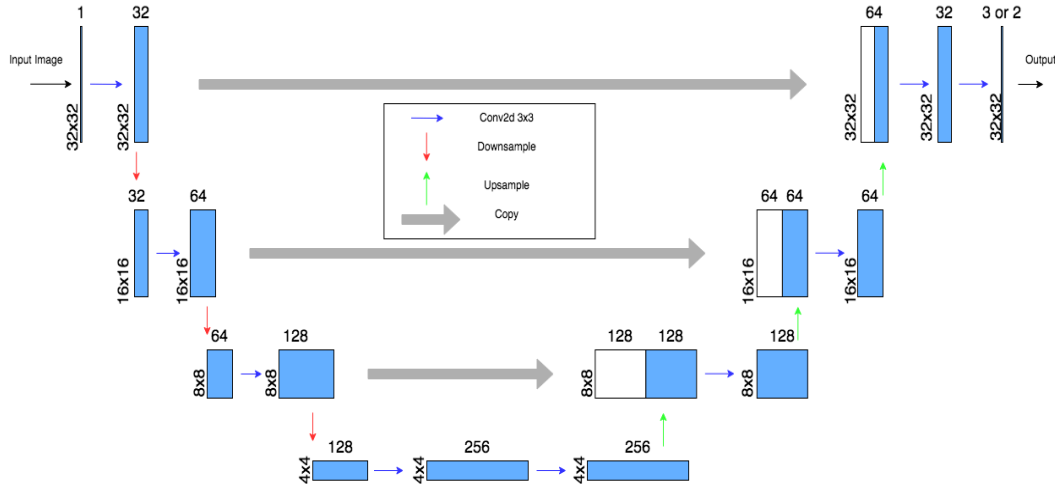 1
32
64
32
3 or 2
Input Image
Output
32x32
32x32
32x32
32x32
32x32
Conv2d 3x3
Downsample
Upsample
Copy
32
64
64
64
64
16x16
16x16
16x16
16x16
64
128
128
128
128
8x8
8x8
8x8
8x8
128
256
256
4x4
4x4
4x4